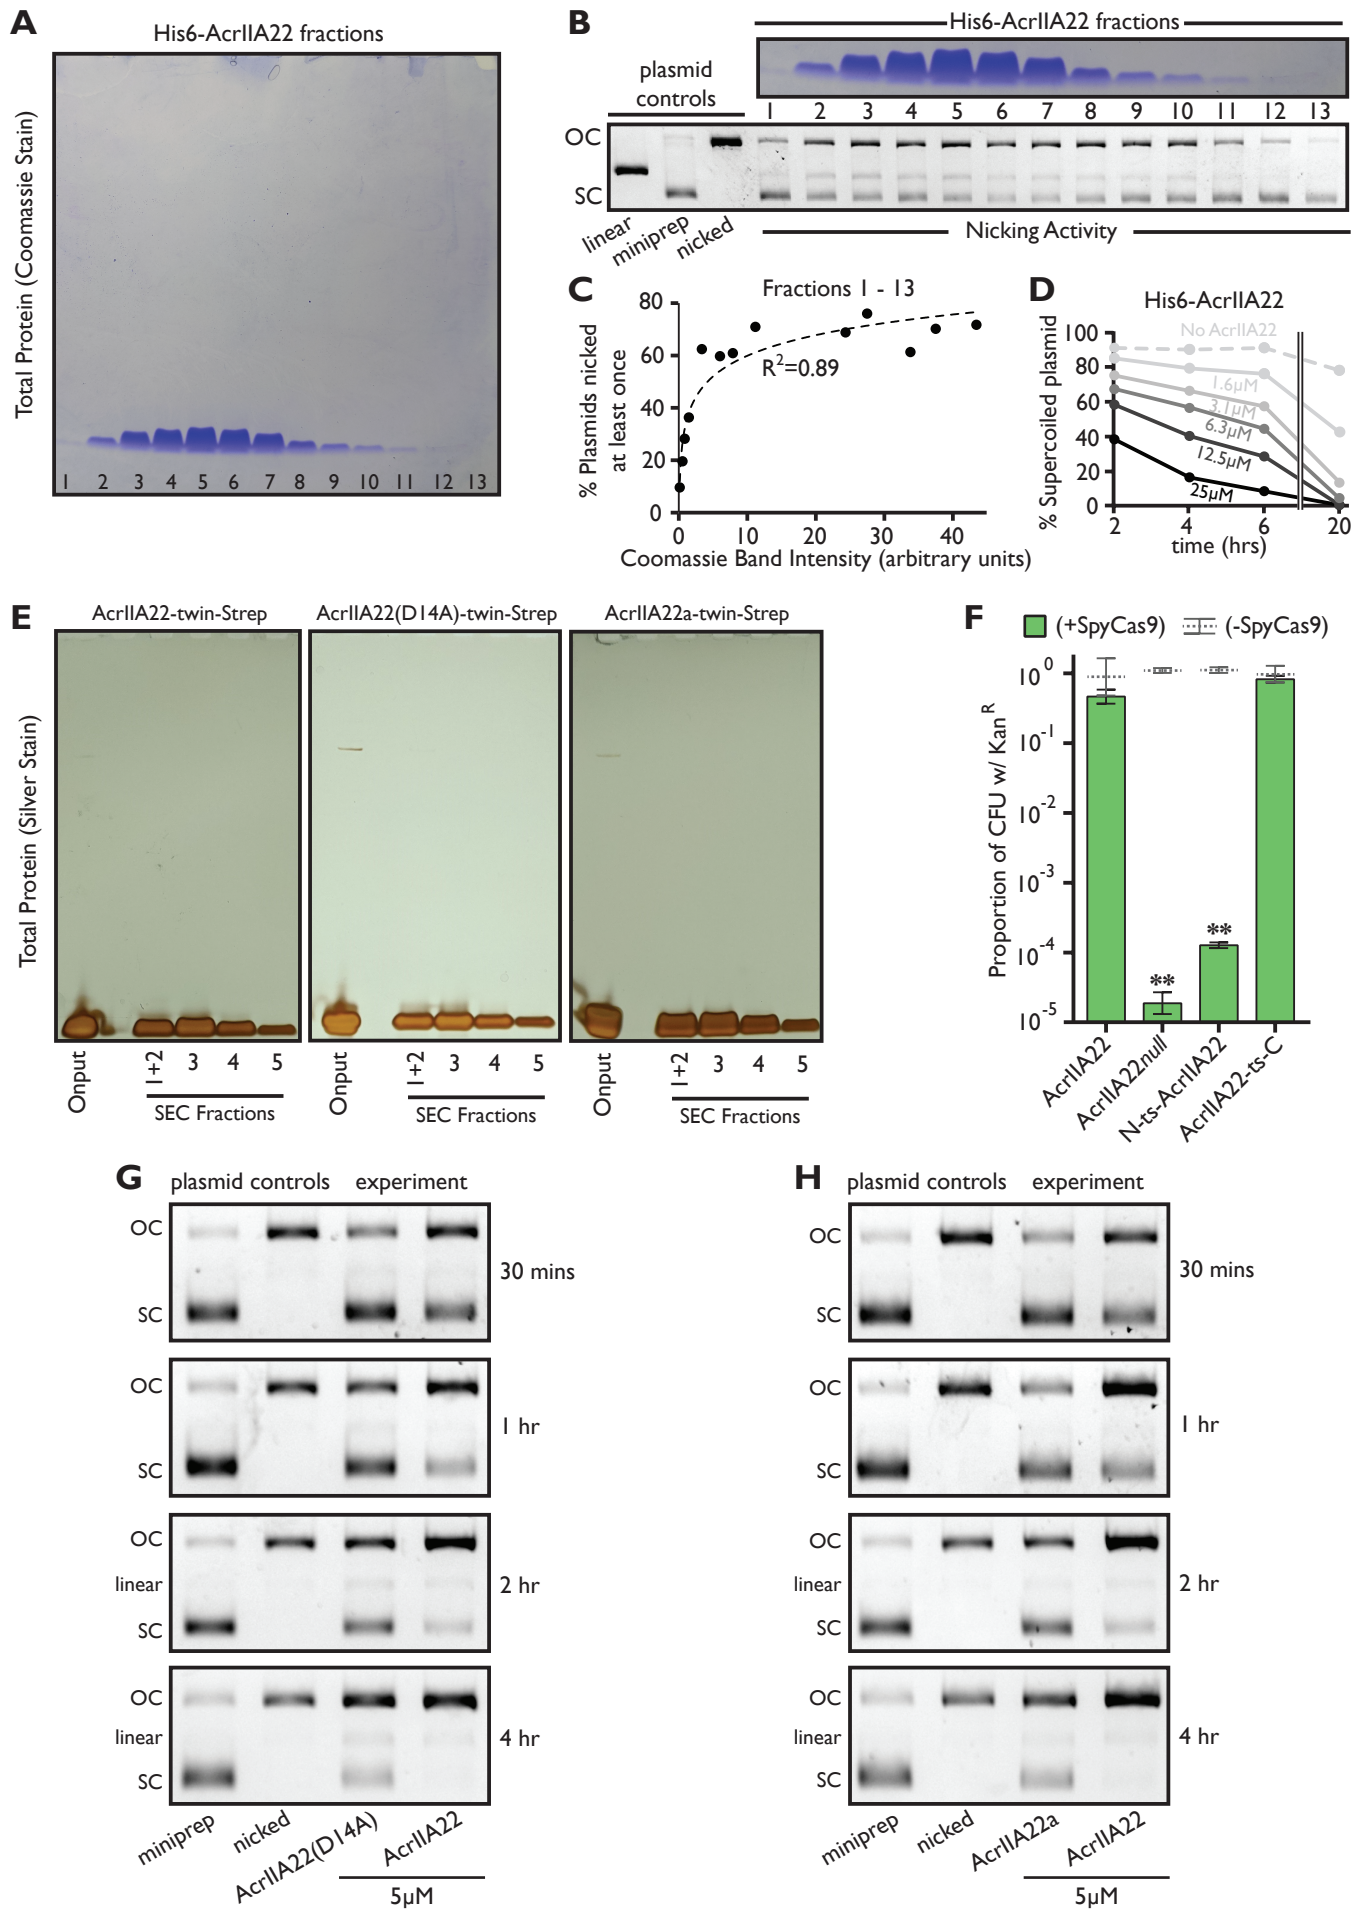 A
His6-AcrIIA22 fractions
Total Protein (Coomassie Stain)
1 2 3 4 5 6 7 8 9 10 11 12 13
B
His6-AcrIIA22 fractions
plasmid
controls
1 2 3 4 5 6 7 8 9 10 11 12 13
OC
SC
linear
miniprep
nicked
Nicking Activity
C
Fractions 1 - 13
% Plasmids nicked
at least once
80
60
40
20
0
R²=0.89
0 10 20 30 40
Coomassie Band Intensity (arbitrary units)
D
His6-AcrIIA22
% Supercoiled plasmid
100
80
60
40
20
0
No AcrIIA22
1.6µM
3.1µM
6.3µM
12.5µM
25µM
2 4 6 20
time (hrs)
E
AcrIIA22-twin-Strep
AcrIIA22(D14A)-twin-Strep
AcrIIA22a-twin-Strep
Total Protein (Silver Stain)
Onput 1+2 3 4 5
SEC Fractions
Onput 1+2 3 4 5
SEC Fractions
Onput 1+2 3 4 5
SEC Fractions
F
(+SpyCas9) (-SpyCas9)
Proportion of CFU w/ Kan^R
10⁰
10⁻¹
10⁻²
10⁻³
10⁻⁴
10⁻⁵
**
**
AcrIIA22
AcrIIA22null
N-ts-AcrIIA22
AcrIIA22-ts-C
G
plasmid controls experiment
OC
SC
30 mins
OC
SC
1 hr
OC
linear
SC
2 hr
OC
linear
SC
4 hr
miniprep
nicked
AcrIIA22(D14A)
AcrIIA22
5µM
H
plasmid controls experiment
OC
SC
30 mins
OC
SC
1 hr
OC
linear
SC
2 hr
OC
linear
SC
4 hr
miniprep
nicked
AcrIIA22a
AcrIIA22
5µM